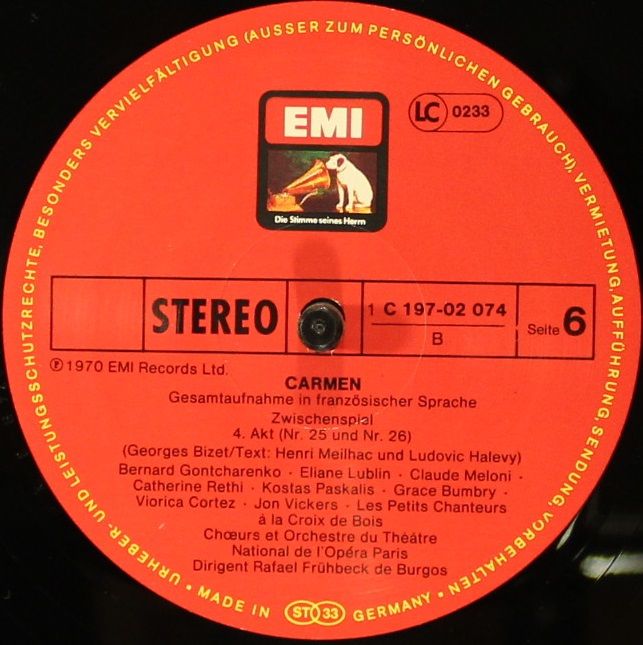 URHEBER- UND LEISTUNGSSCHUTZRECHTE, BESONDERS VERVIELFÄLTIGUNG (AUSSER ZUM PERSÖNLICHEN GEBRAUCH), VERMIETUNG, AUFFÜHRUNG, SENDUNG, VORBEHALTEN •
EMI
Die Stimme seines Herrn
LC 0233
STEREO
1 C 197-02 074
B
Seite 6
℗ 1970 EMI Records Ltd.
CARMEN
Gesamtaufnahme in französischer Sprache
Zwischenspial
4. Akt (Nr. 25 und Nr. 26)
(Georges Bizet/Text: Henri Meilhac und Ludovic Halevy)
Bernard Gontcharenko · Eliane Lublin · Claude Meloni ·
Catherine Rethi · Kostas Paskalis · Grace Bumbry ·
Viorica Cortez · Jon Vickers · Les Petits Chanteurs
à la Croix de Bois
Chœurs et Orchestre du Théâtre
National de l'Opéra Paris
Dirigent Rafael Frühbeck de Burgos
• MADE IN ST 33 GERMANY •